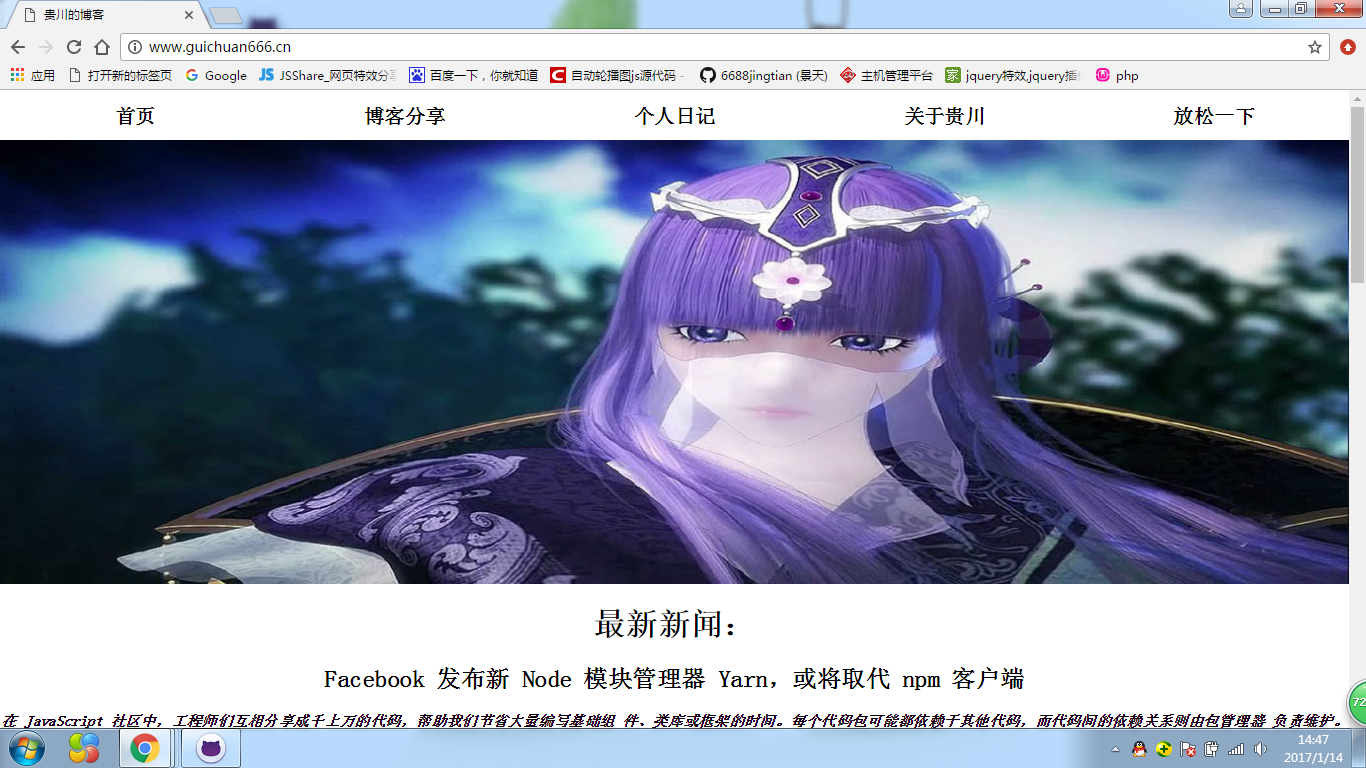 贵川的博客
www.guichuan666.cn
应用 打开新的标签页 Google JSShare_网页特效分享 百度一下，你就知道 自动轮播图js源代码 - 6688jingtian (景天) 主机管理平台 jquery特效,jquery插件 php
首页 博客分享 个人日记 关于贵川 放松一下
最新新闻：
Facebook 发布新 Node 模块管理器 Yarn，或将取代 npm 客户端
在 JavaScript 社区中，工程师们互相分享成千上万的代码，帮助我们节省大量编写基础组 件、类库或框架的时间。每个代码包可能都依赖于其他代码，而代码间的依赖关系则由包管理器 负责维护。
72
14:47
2017/1/14